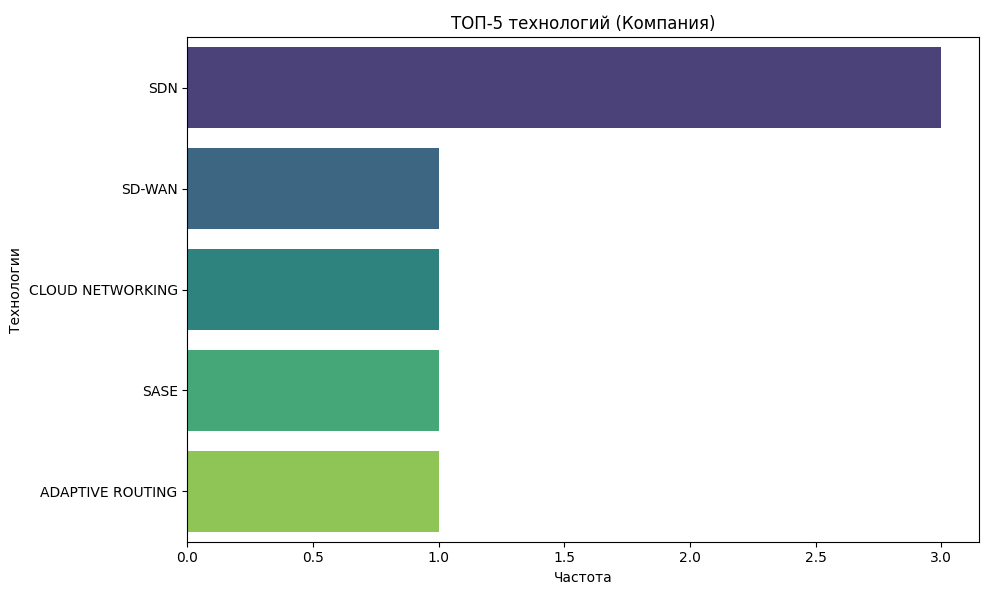 ТОП-5 технологий (Компания)
Технологии
SDN
SD-WAN
CLOUD NETWORKING
SASE
ADAPTIVE ROUTING
0.0 0.5 1.0 1.5 2.0 2.5 3.0
Частота